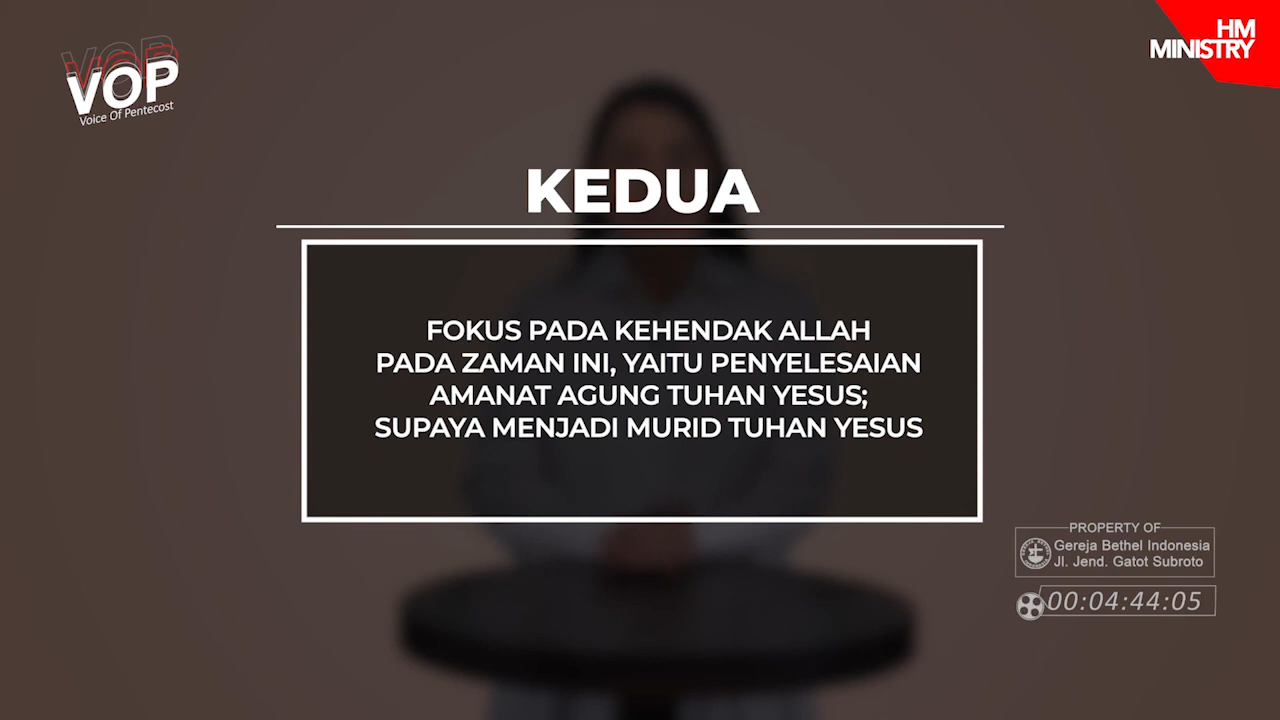 VOP
Voice Of Pentecost
HM
MINISTRY
KEDUA
FOKUS PADA KEHENDAK ALLAH
PADA ZAMAN INI, YAITU PENYELESAIAN
AMANAT AGUNG TUHAN YESUS;
SUPAYA MENJADI MURID TUHAN YESUS
PROPERTY OF
Gereja Bethel Indonesia
Jl. Jend. Gatot Subroto
00:04:44:05